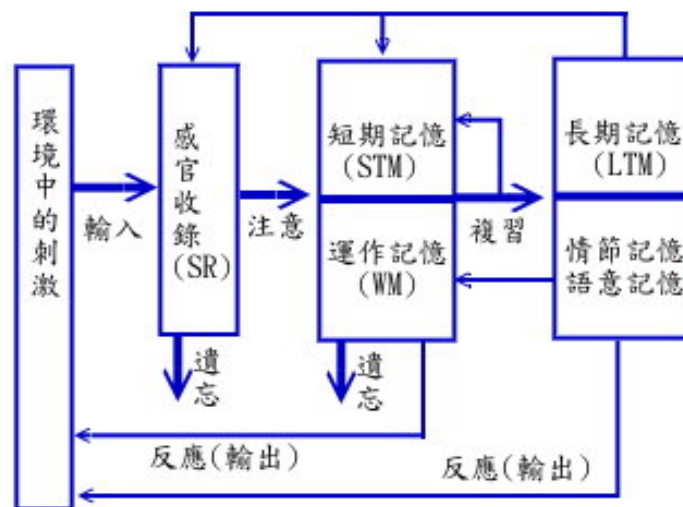 環境中的刺激
輸入
感官收錄
(SR)
遺忘
注意
短期記憶
(STM)
運作記憶
(WM)
遺忘
複習
長期記憶
(LTM)
情節記憶
語意記憶
反應(輸出)
反應(輸出)